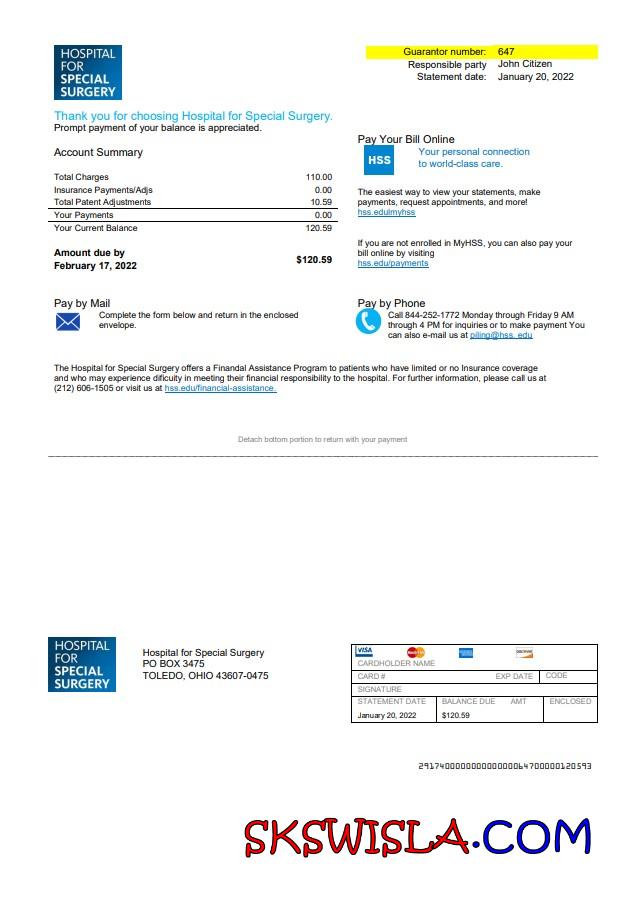 HOSPITAL
FOR
SPECIAL
SURGERY
Guarantor number: 647
Responsible party John Citizen
Statement date: January 20, 2022
Thank you for choosing Hospital for Special Surgery.
Prompt payment of your balance is appreciated.
Account Summary
Total Charges 110.00
Insurance Payments/Adjs 0.00
Total Patent Adjustments 10.59
Your Payments 0.00
Your Current Balance 120.59
Amount due by
February 17, 2022 $120.59
Pay Your Bill Online
HSS
Your personal connection
to world-class care.
The easiest way to view your statements, make
payments, request appointments, and more!
hss.edulmyhss
If you are not enrolled in MyHSS, you can also pay your
bill online by visiting
hss.edu/payments
Pay by Mail
Complete the form below and return in the enclosed
envelope.
Pay by Phone
Call 844-252-1772 Monday through Friday 9 AM
through 4 PM for inquiries or to make payment You
can also e-mail us at piling@hss. edu
The Hospital for Special Surgery offers a Finandal Assistance Program to patients who have limited or no Insurance coverage
and who may experience dificuity in meeting their financial responsibility to the hospital. For further information, please call us at
(212) 606-1505 or visit us at hss.edu/financial-assistance.
Detach bottom portion to return with your payment
HOSPITAL
FOR
SPECIAL
SURGERY
Hospital for Special Surgery
PO BOX 3475
TOLEDO, OHIO 43607-0475
VISA MasterCard DISCOVER
CARDHOLDER NAME
CARD # EXP DATE CODE
SIGNATURE
STATEMENT DATE BALANCE DUE AMT ENCLOSED
January 20, 2022 $120.59
SKSWISLA.COM